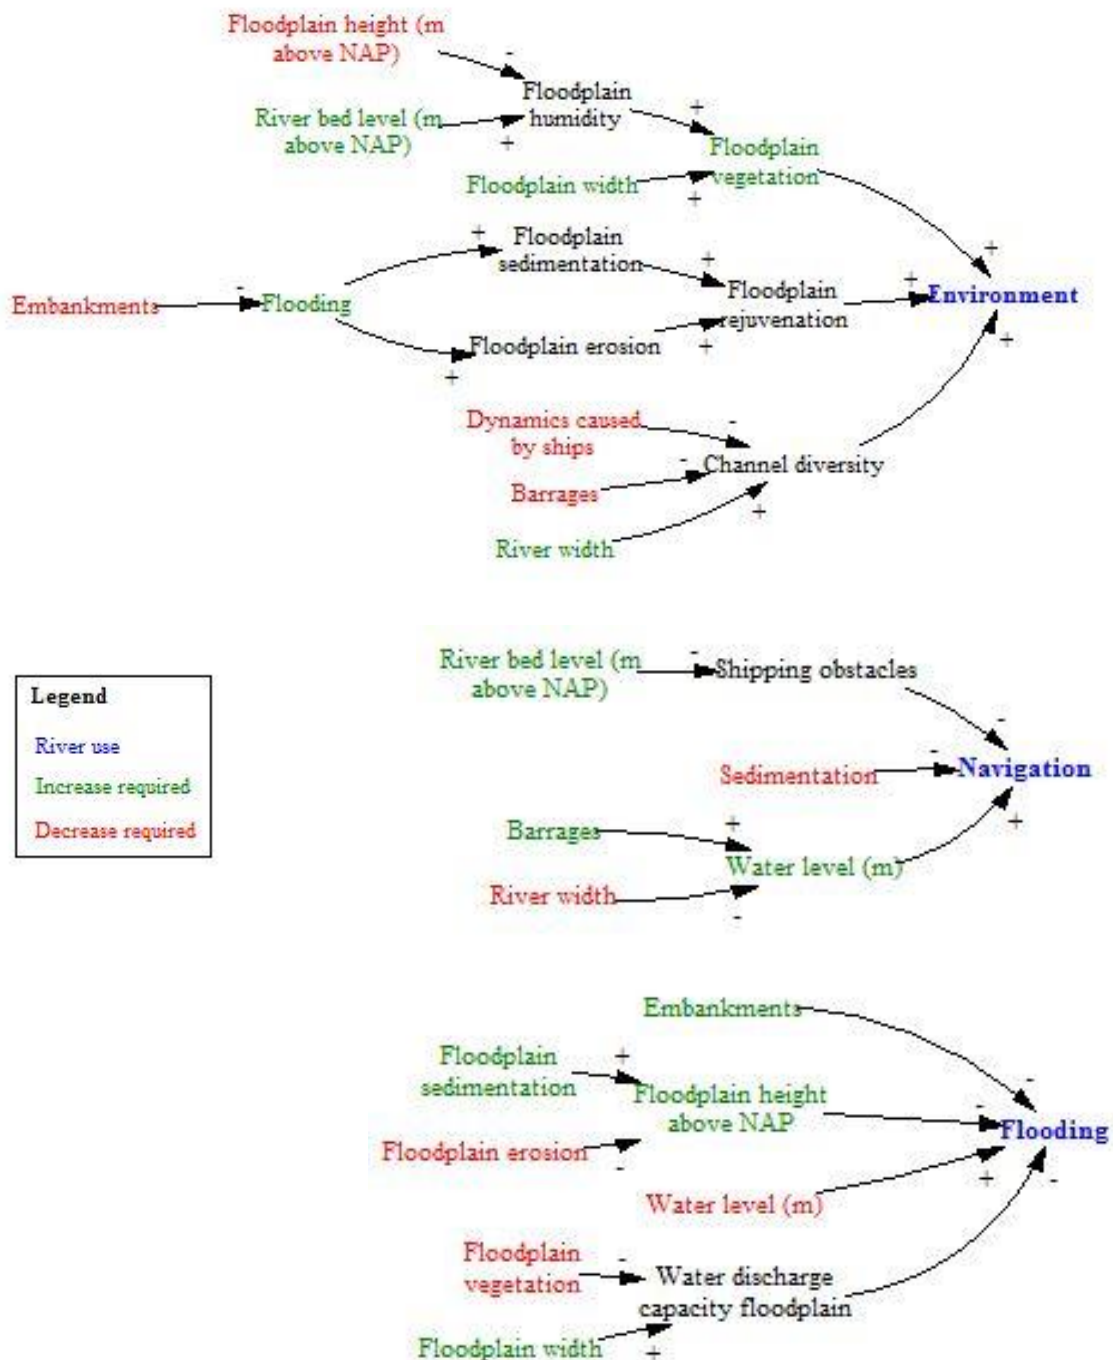 Floodplain height (m
above NAP)
-
Floodplain
humidity
+
River bed level (m
above NAP)
+
Floodplain
vegetation
Floodplain width
+
+
Floodplain
sedimentation
+
+
+
Environment
Embankments
-
Flooding
Floodplain
rejuvenation
Floodplain erosion
+
+
+
Dynamics caused
by ships
-
-
Channel diversity
Barrages
+
River width
River bed level (m
above NAP)
-
Shipping obstacles
-
Legend
River use
Increase required
Decrease required
Sedimentation
-
Navigation
Barrages
+
+
Water level (m)
River width
-
Embankments
-
Floodplain
sedimentation
+
Floodplain height
above NAP
-
Flooding
Floodplain erosion
-
Water level (m)
+
-
Floodplain
vegetation
-
Water discharge
capacity floodplain
Floodplain width
+